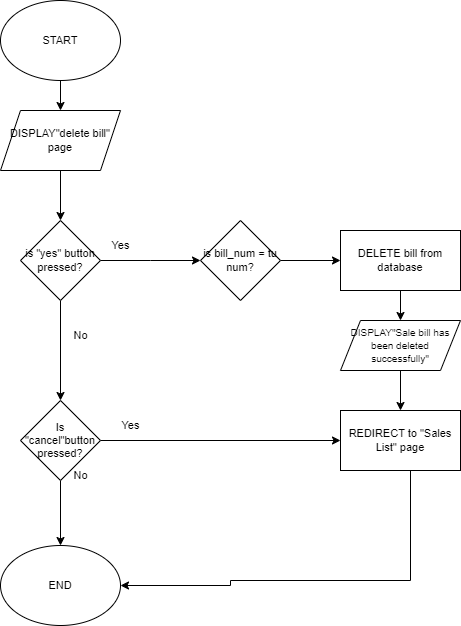 START
DISPLAY"delete bill"
page
is "yes" button
pressed?
Yes
is bill_num = tu
num?
DELETE bill from
database
No
DISPLAY"Sale bill has
been deleted
successfully"
Is
"cancel"button
pressed?
Yes
REDIRECT to "Sales
List" page
No
END